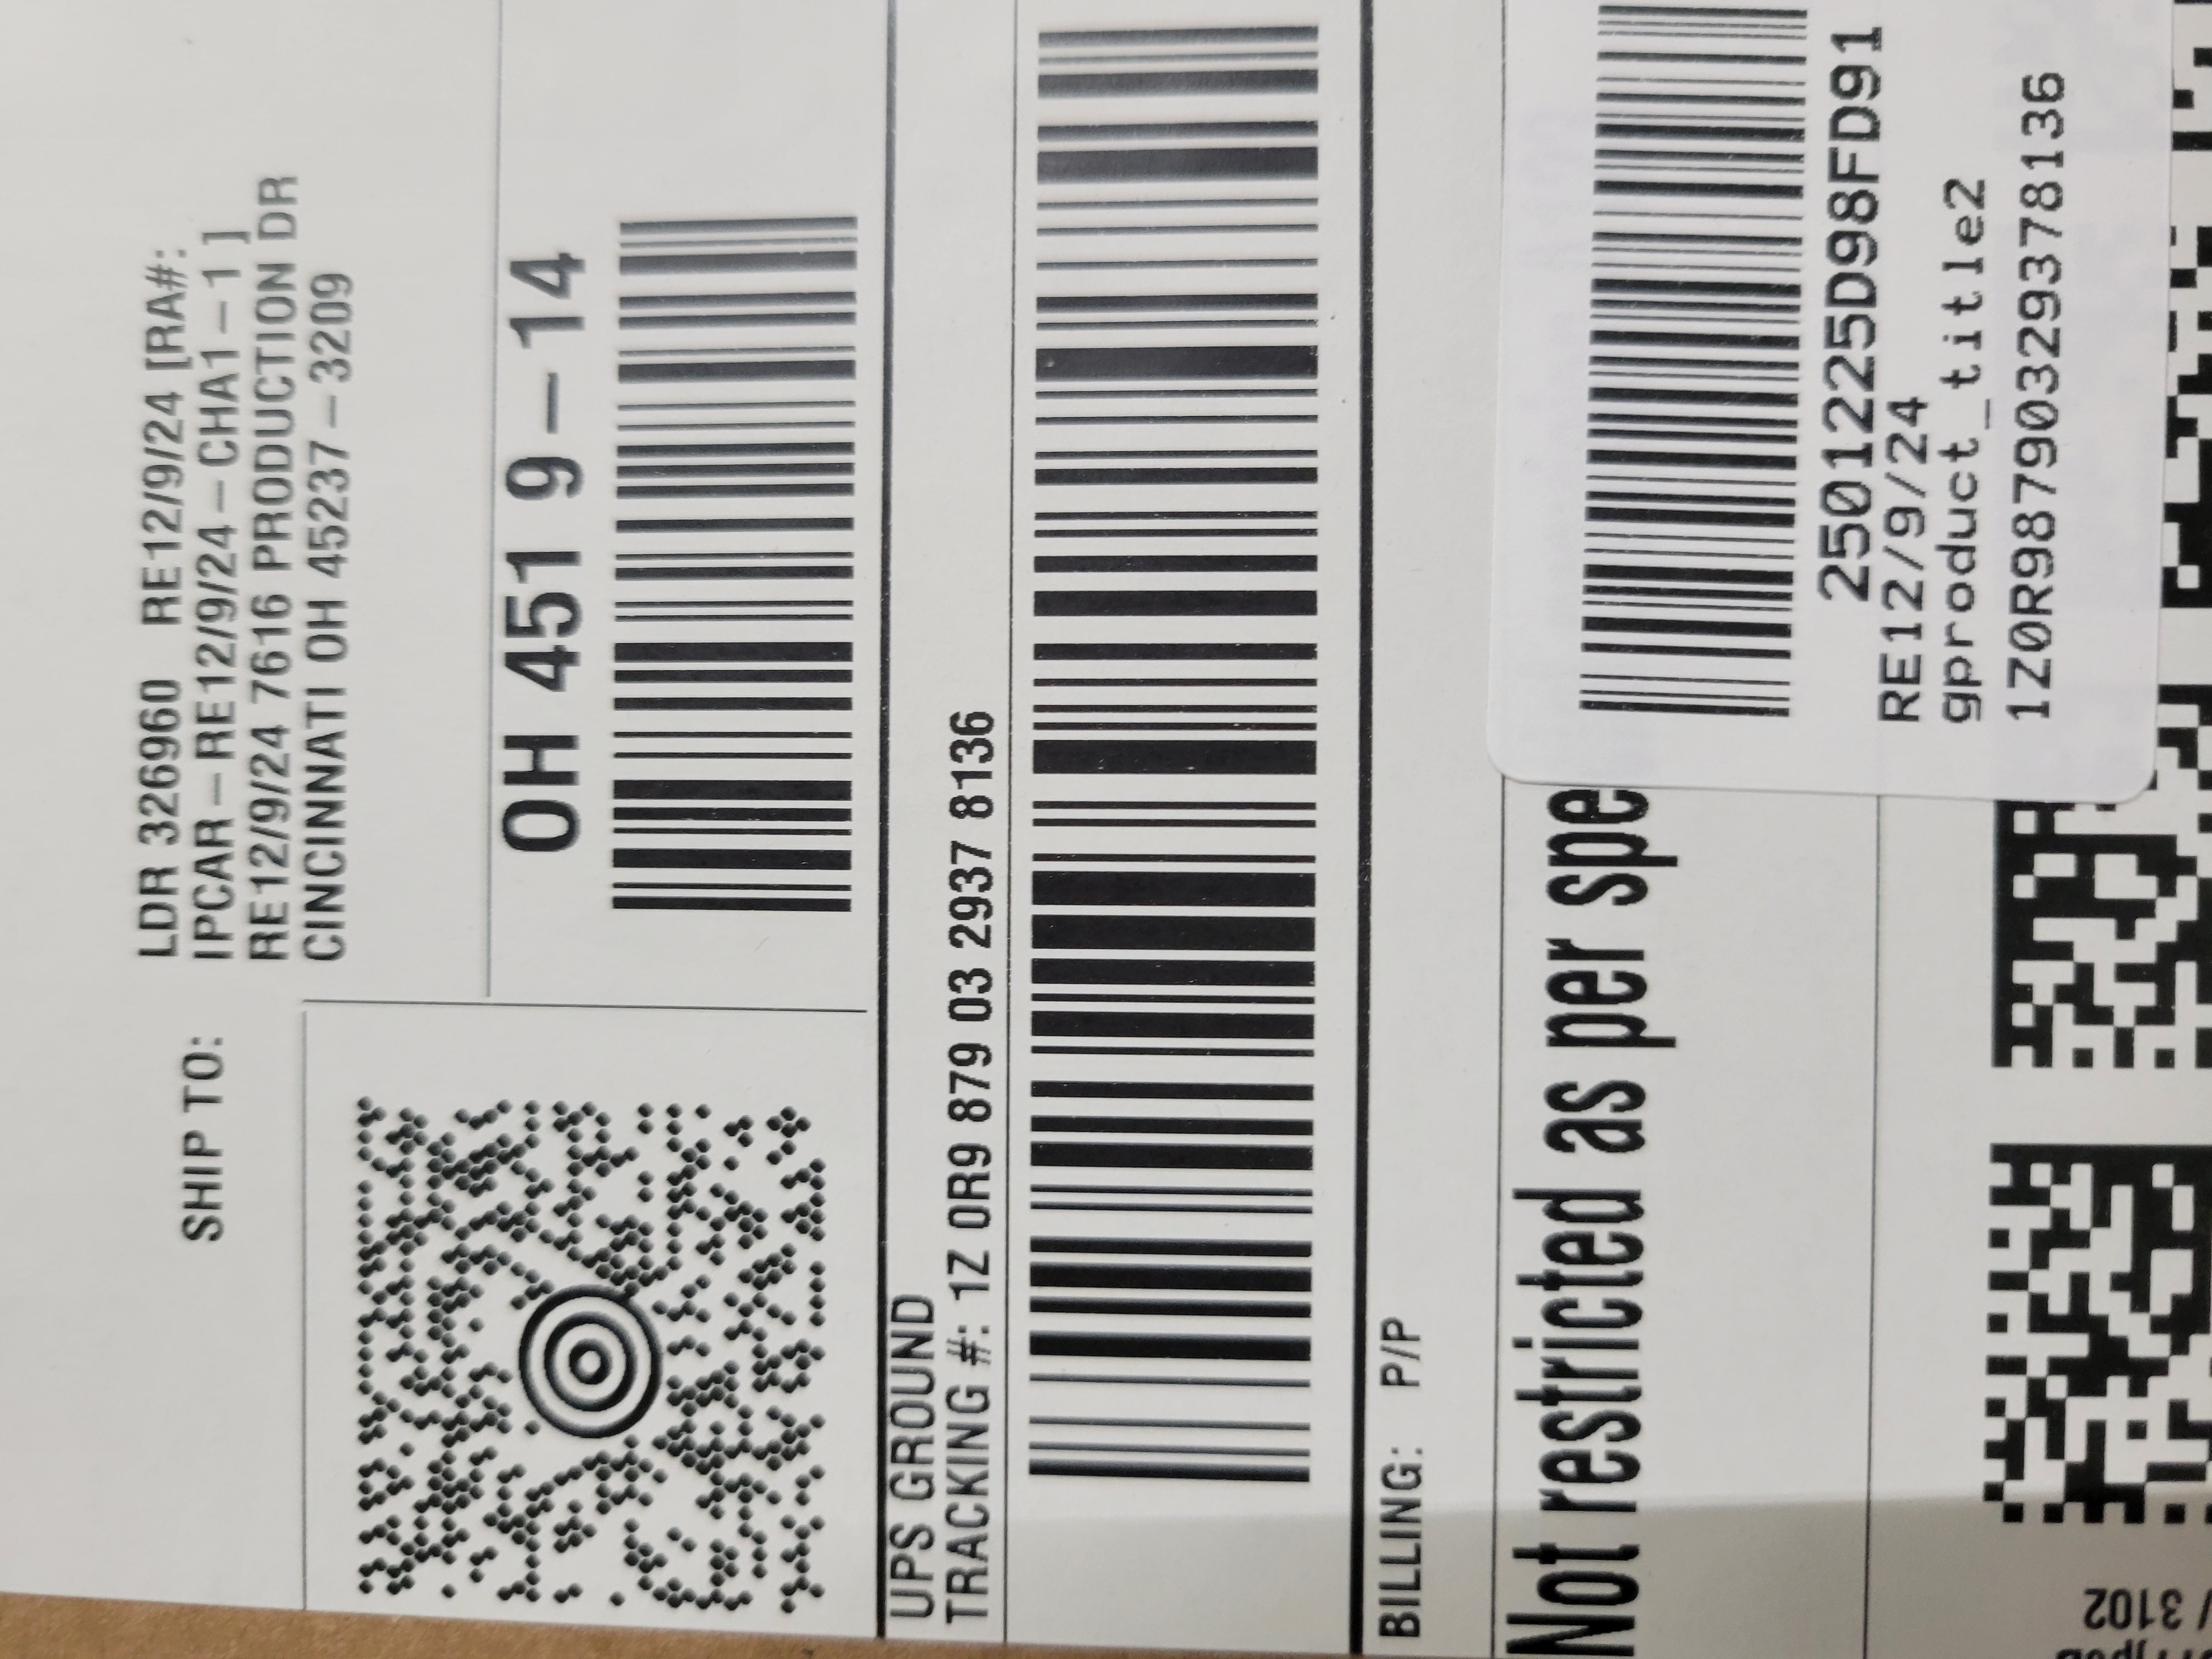 LDR 326960 RE12/9/24 [RA#:
IPCAR-RE12/9/24-CHA1-1 ]
RE12/9/24 7616 PRODUCTION DR
CINCINNATI OH 45237-3209
SHIP TO:
OH 451 9-14
UPS GROUND
TRACKING #: 1Z 0R9 879 03 2937 8136
BILLING: P/P
Not restricted as per spe
2501225D98FD91
RE12/9/24
gproduct_title2
1Z0R98790329378136
/ 3102